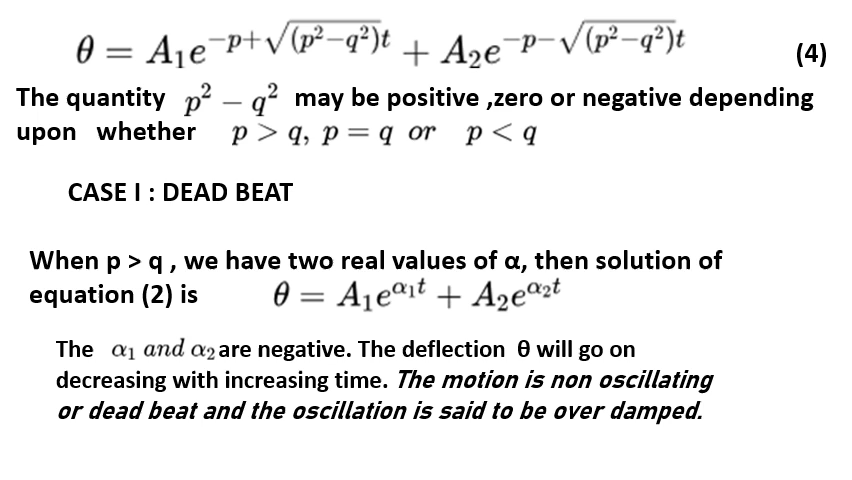 θ = A₁e^{-p+√(p²-q²)t} + A₂e^{-p-√(p²-q²)t} (4)
The quantity p² − q² may be positive ,zero or negative depending
upon whether p > q, p = q or p < q
CASE I : DEAD BEAT
When p > q , we have two real values of α, then solution of
equation (2) is θ = A₁e^{α₁t} + A₂e^{α₂t}
The α₁ and α₂ are negative. The deflection θ will go on
decreasing with increasing time. The motion is non oscillating
or dead beat and the oscillation is said to be over damped.